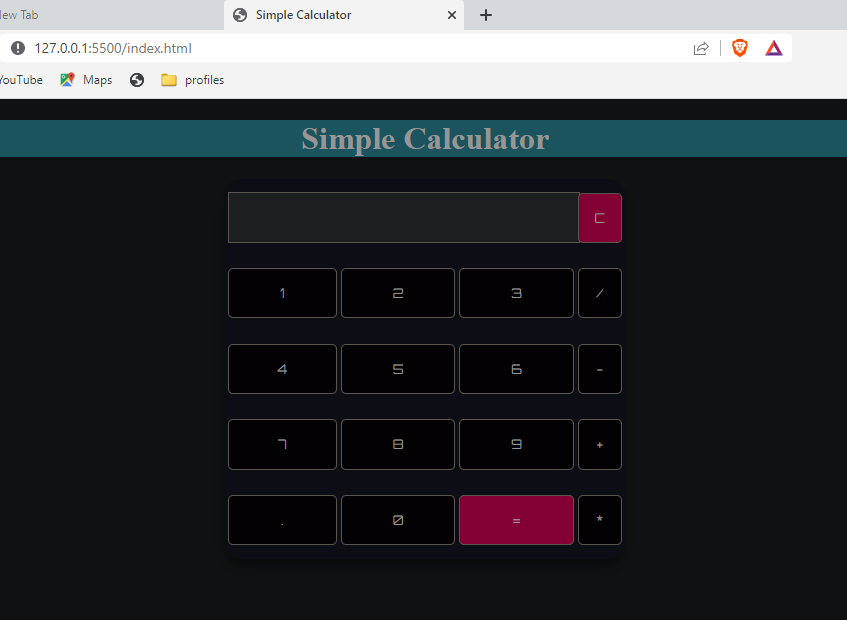 New Tab
Simple Calculator
127.0.0.1:5500/index.html
YouTube Maps profiles
Simple Calculator
C
1 2 3 /
4 5 6 -
7 8 9 +
. 0 = *